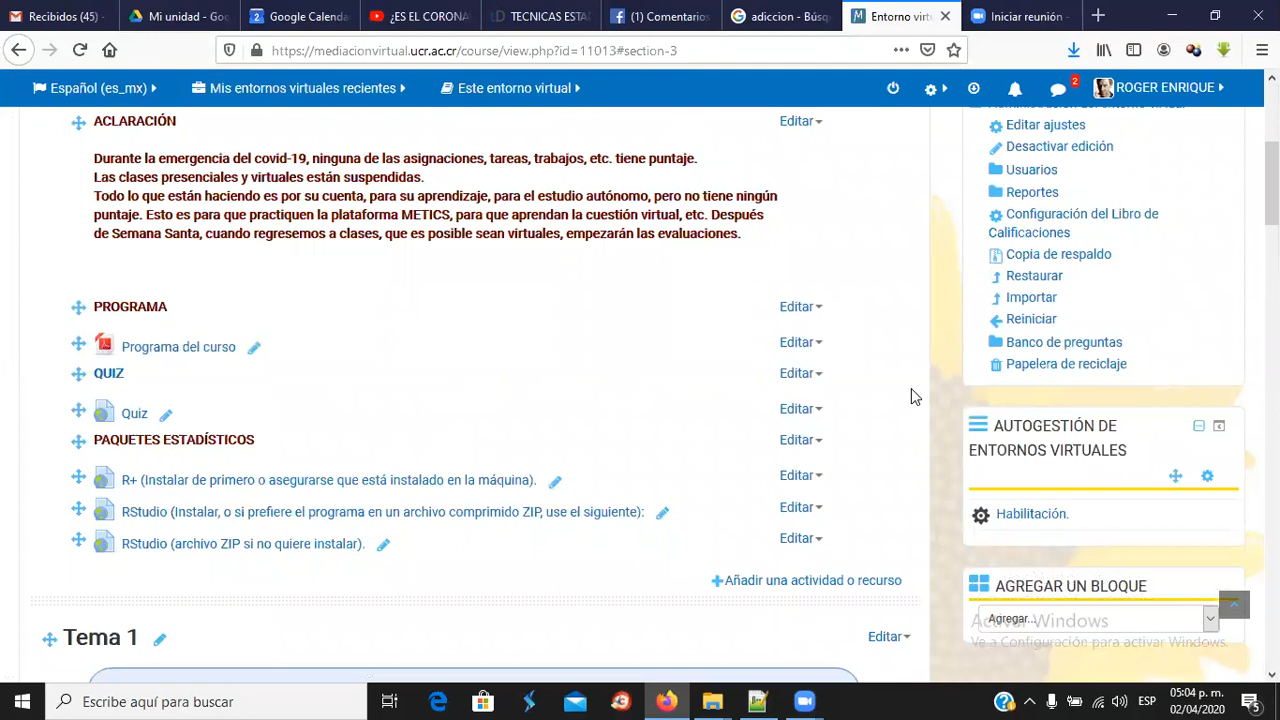 Recibidos (45) -
Mi unidad - Goo
Google Calenda
¿ES EL CORONA
TECNICAS ESTA
(1) Comentarios
adiccion - Búsq
Entorno virt
Iniciar reunión -
https://mediacionvirtual.ucr.ac.cr/course/view.php?id=11013#section-3
Español (es_mx)
Mis entornos virtuales recientes
Este entorno virtual
2
ROGER ENRIQUE
ACLARACIÓN
Editar
Durante la emergencia del covid-19, ninguna de las asignaciones, tareas, trabajos, etc. tiene puntaje.
Las clases presenciales y virtuales están suspendidas.
Todo lo que están haciendo es por su cuenta, para su aprendizaje, para el estudio autónomo, pero no tiene ningún
puntaje. Esto es para que practiquen la plataforma METICS, para que aprendan la cuestión virtual, etc. Después
de Semana Santa, cuando regresemos a clases, que es posible sean virtuales, empezarán las evaluaciones.
PROGRAMA
Editar
Programa del curso
Editar
QUIZ
Editar
Quiz
Editar
PAQUETES ESTADÍSTICOS
Editar
R+ (Instalar de primero o asegurarse que está instalado en la máquina).
Editar
RStudio (Instalar, o si prefiere el programa en un archivo comprimido ZIP, use el siguiente):
Editar
RStudio (archivo ZIP si no quiere instalar).
Editar
Añadir una actividad o recurso
Tema 1
Editar
Editar ajustes
Desactivar edición
Usuarios
Reportes
Configuración del Libro de
Calificaciones
Copia de respaldo
Restaurar
Importar
Reiniciar
Banco de preguntas
Papelera de reciclaje
AUTOGESTIÓN DE
ENTORNOS VIRTUALES
Habilitación.
AGREGAR UN BLOQUE
Agregar...
Activar Windows
Ve a Configuración para activar Windows.
Escribe aquí para buscar
ESP
05:04 p. m.
02/04/2020
5